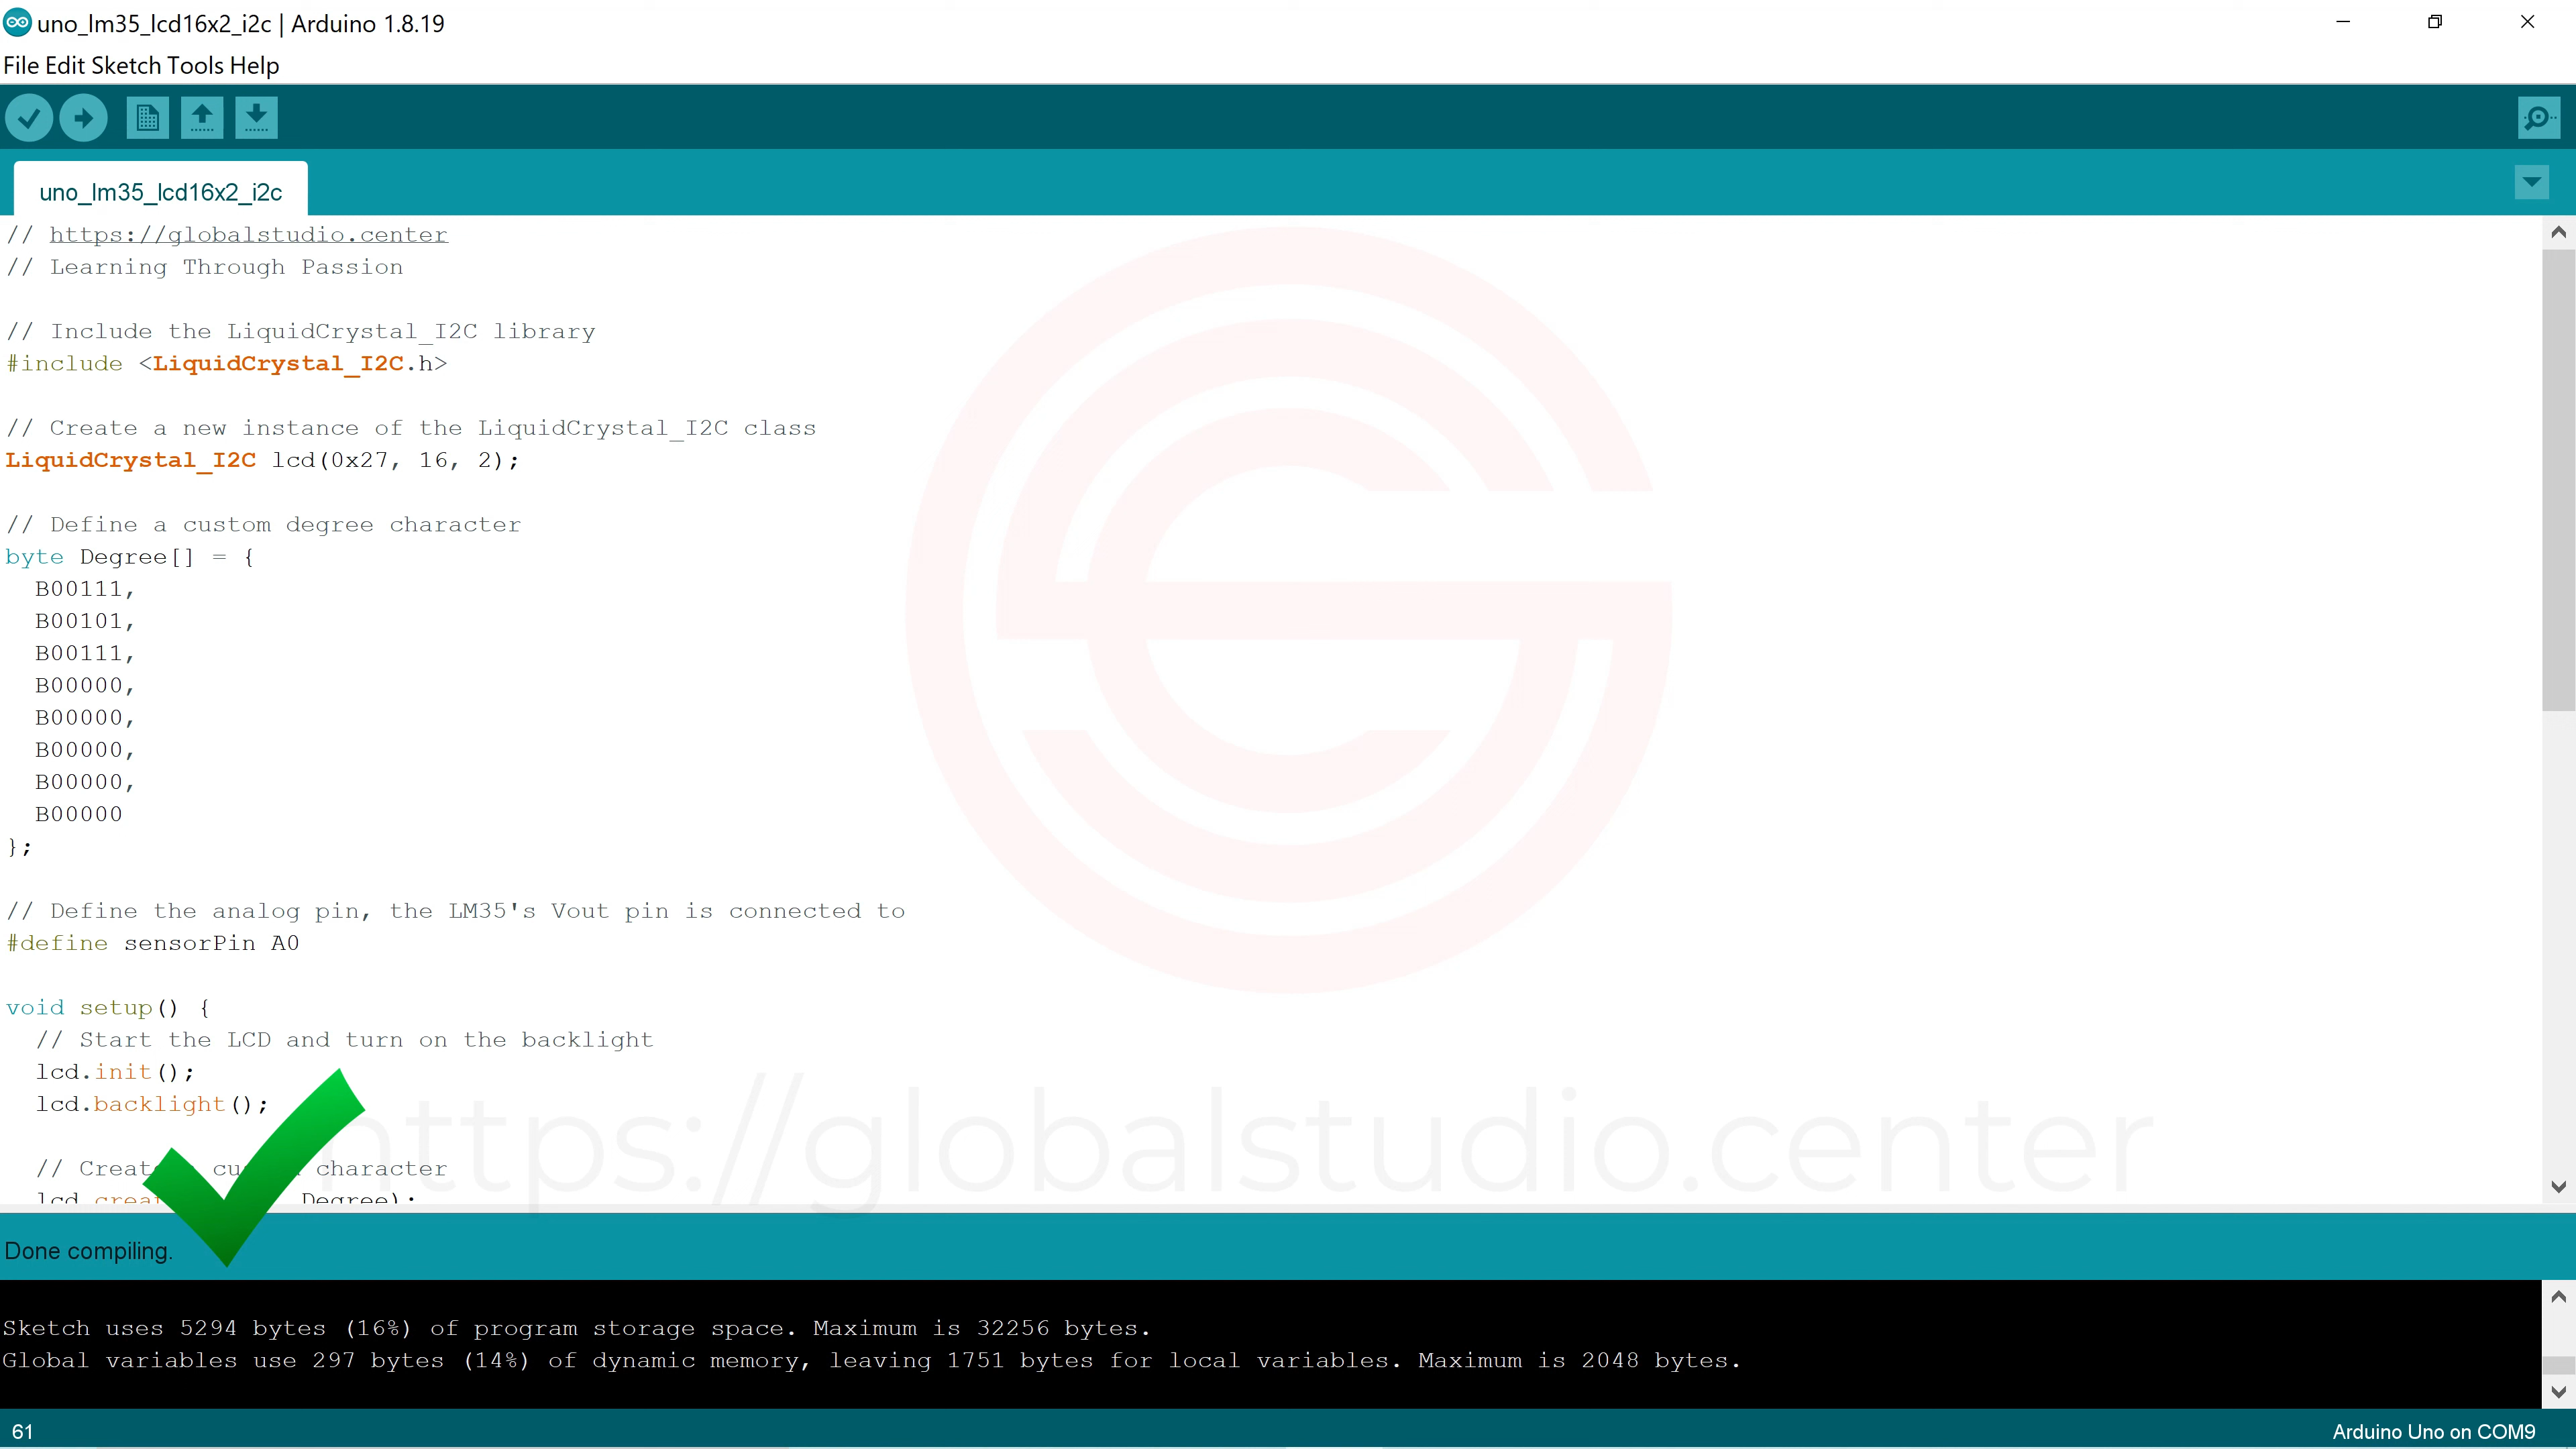 uno_lm35_lcd16x2_i2c | Arduino 1.8.19
File Edit Sketch Tools Help
uno_lm35_lcd16x2_i2c
// https://globalstudio.center
// Learning Through Passion
// Include the LiquidCrystal_I2C library
#include <LiquidCrystal_I2C.h>
// Create a new instance of the LiquidCrystal_I2C class
LiquidCrystal_I2C lcd(0x27, 16, 2);
// Define a custom degree character
byte Degree[] = {
B00111,
B00101,
B00111,
B00000,
B00000,
B00000,
B00000,
B00000
};
// Define the analog pin, the LM35's Vout pin is connected to
#define sensorPin A0
void setup() {
// Start the LCD and turn on the backlight
lcd.init();
lcd.backlight();
https://globalstudio.center
// character
Degree);
Done compiling.
Sketch uses 5294 bytes (16%) of program storage space. Maximum is 32256 bytes.
Global variables use 297 bytes (14%) of dynamic memory, leaving 1751 bytes for local variables. Maximum is 2048 bytes.
61
Arduino Uno on COM9